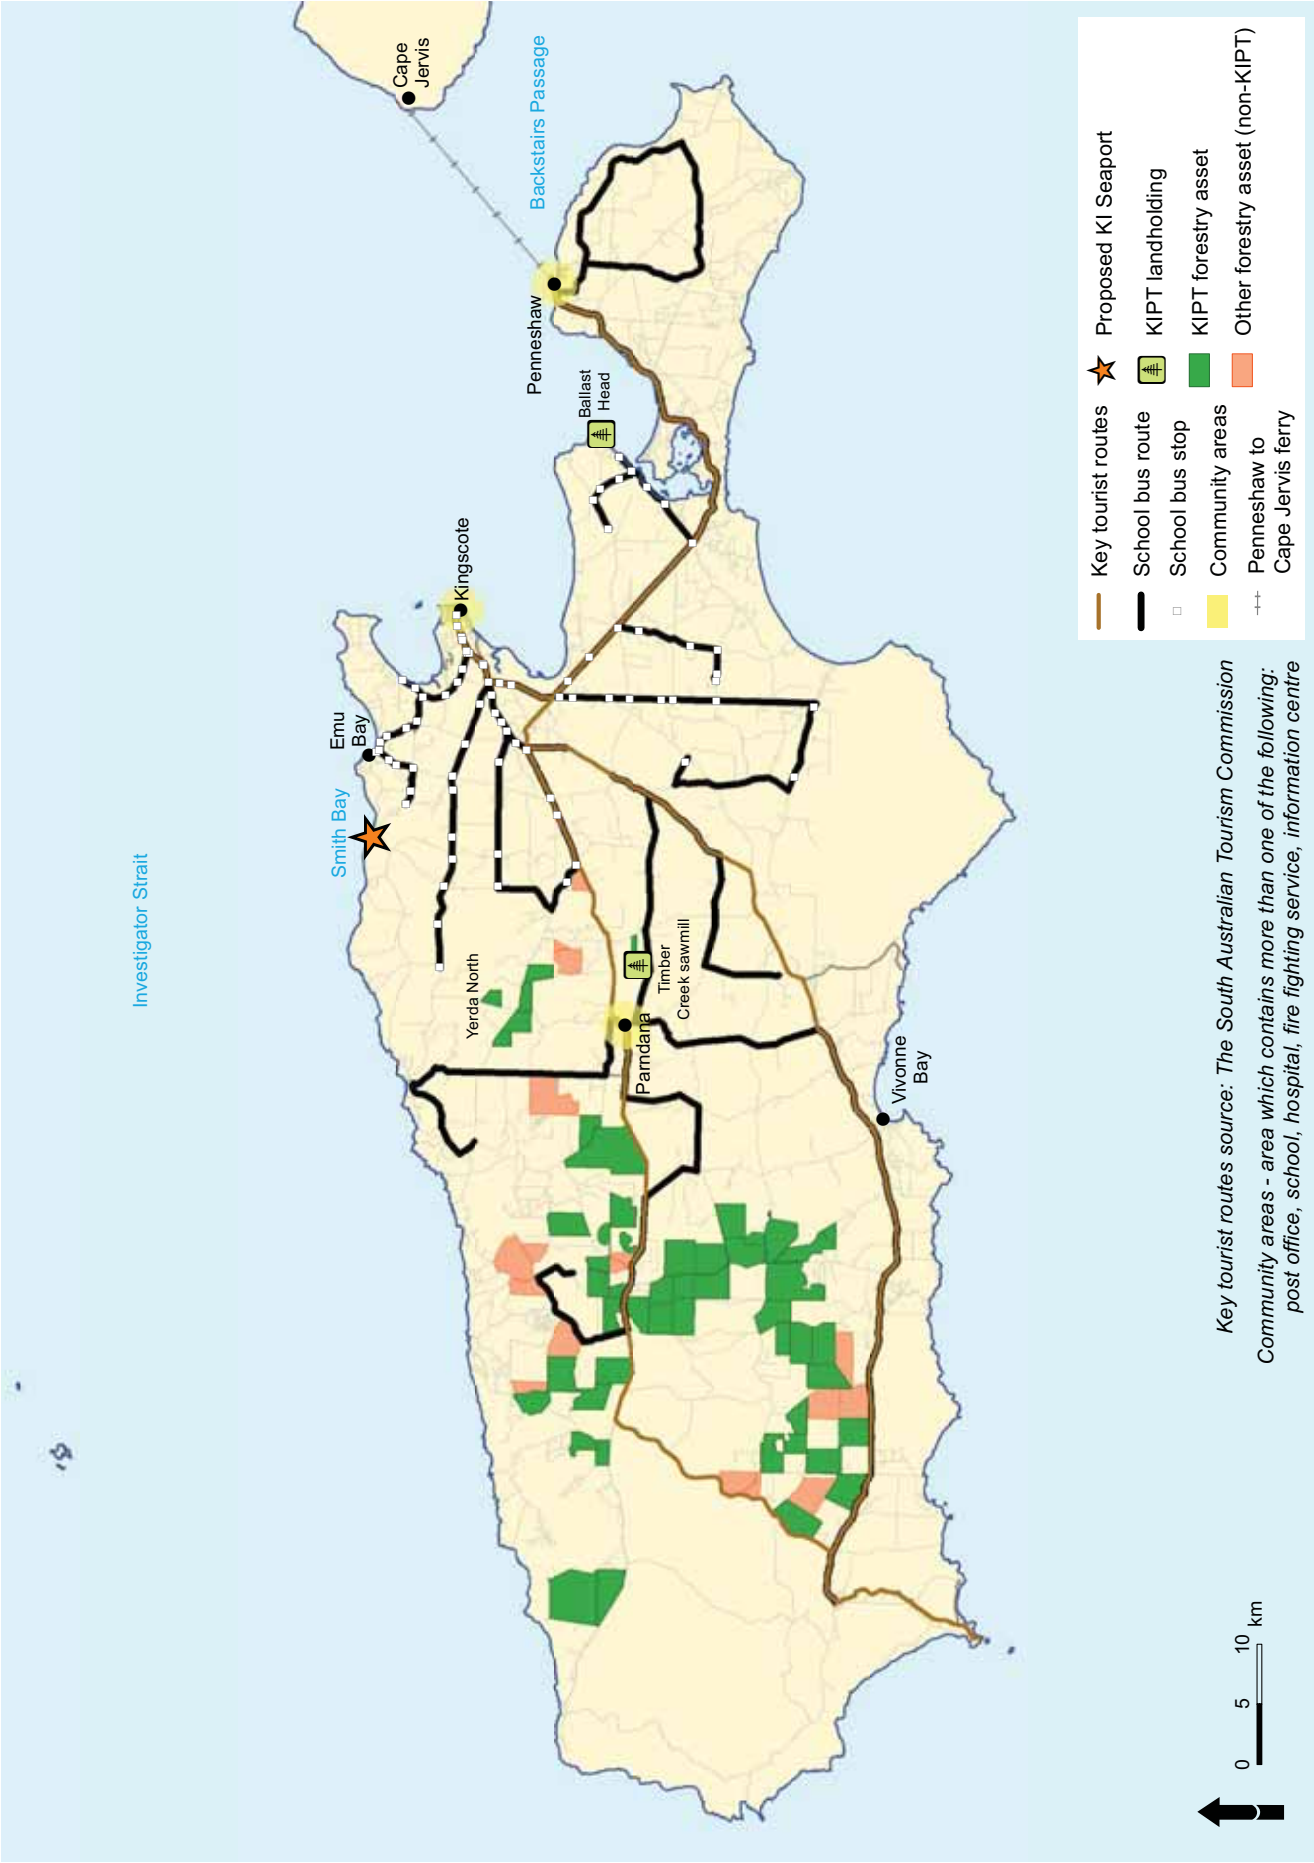 Investigator Strait
Smith Bay
Emu
Bay
Kingscote
Cape
Jervis
Backstairs Passage
Penneshaw
Ballast
Head
Yerda North
Timber
Creek sawmill
Parndana
Vivonne
Bay
Key tourist routes
School bus route
School bus stop
Community areas
Penneshaw to
Cape Jervis ferry
Proposed KI Seaport
KIPT landholding
KIPT forestry asset
Other forestry asset (non-KIPT)
Key tourist routes source: The South Australian Tourism Commission
Community areas - area which contains more than one of the following:
post office, school, hospital, fire fighting service, information centre
0 5 10
km